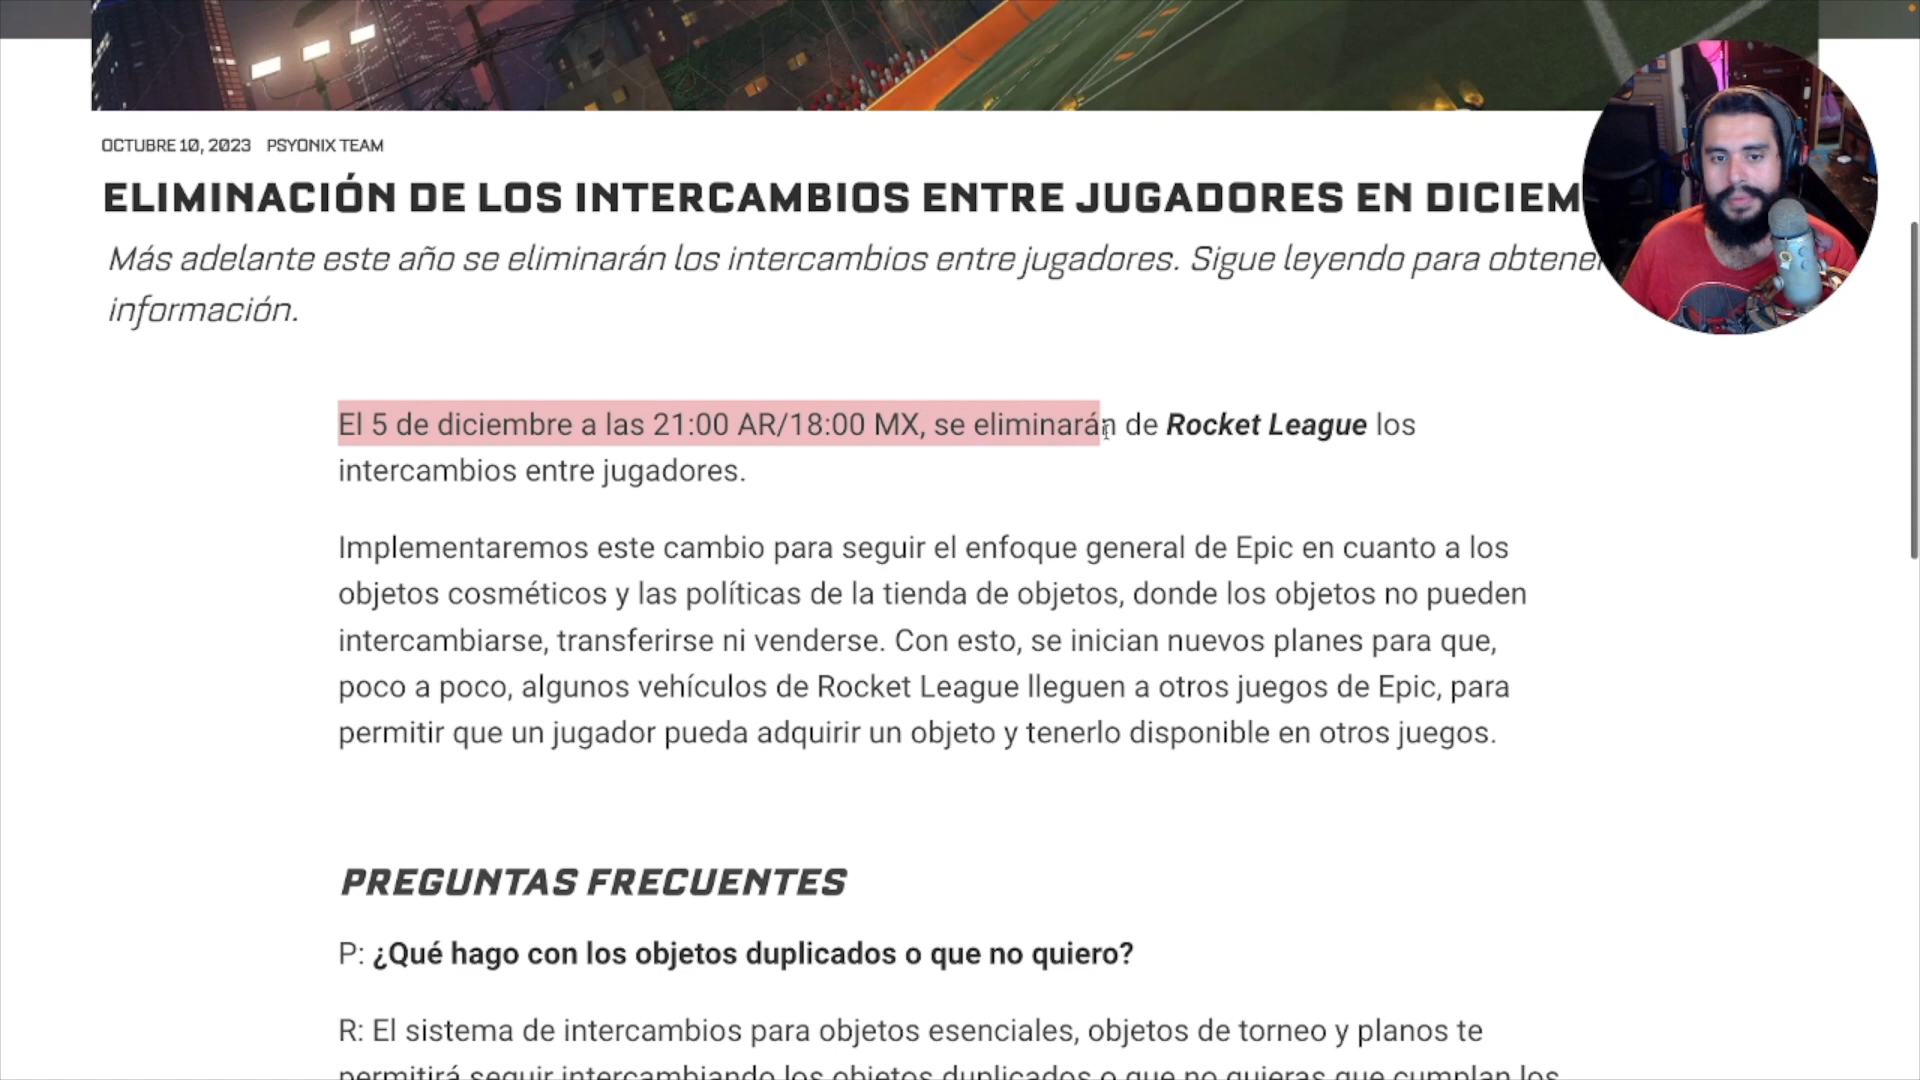 OCTUBRE 10, 2023 PSYONIX TEAM
ELIMINACIÓN DE LOS INTERCAMBIOS ENTRE JUGADORES EN DICIEM
Más adelante este año se eliminarán los intercambios entre jugadores. Sigue leyendo para obtener
información.
El 5 de diciembre a las 21:00 AR/18:00 MX, se eliminarán de Rocket League los
intercambios entre jugadores.
Implementaremos este cambio para seguir el enfoque general de Epic en cuanto a los
objetos cosméticos y las políticas de la tienda de objetos, donde los objetos no pueden
intercambiarse, transferirse ni venderse. Con esto, se inician nuevos planes para que,
poco a poco, algunos vehículos de Rocket League lleguen a otros juegos de Epic, para
permitir que un jugador pueda adquirir un objeto y tenerlo disponible en otros juegos.
PREGUNTAS FRECUENTES
P: ¿Qué hago con los objetos duplicados o que no quiero?
R: El sistema de intercambios para objetos esenciales, objetos de torneo y planos te
permitirá seguir intercambiando los objetos duplicados o que no quieras que cumplan los